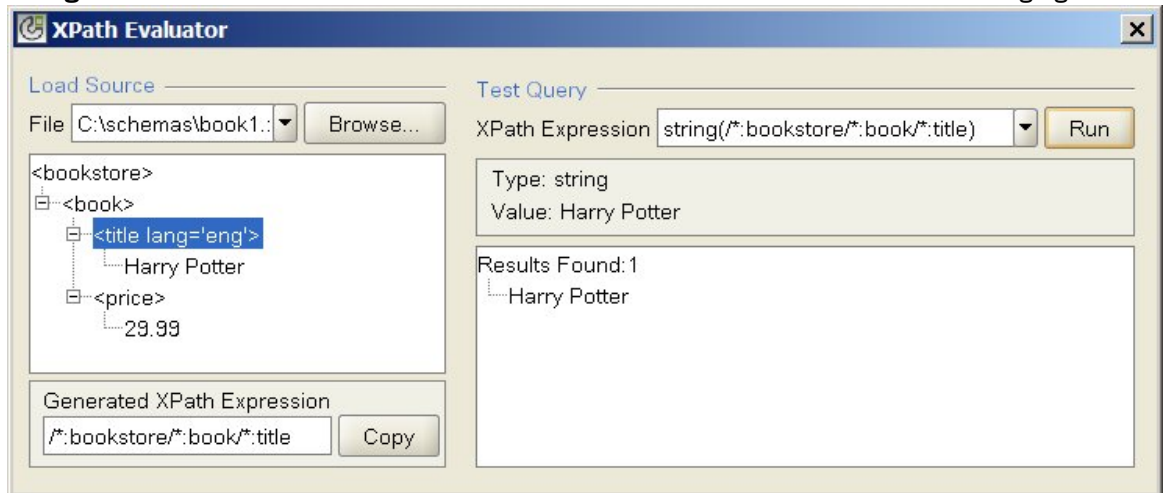 XPath Evaluator
Load Source
File C:\schemas\book1.: Browse...
<bookstore>
<book>
<title lang='eng'>
Harry Potter
<price>
29.99
Generated XPath Expression
/*:bookstore/*:book/*:title Copy
Test Query
XPath Expression string(/*:bookstore/*:book/*:title) Run
Type: string
Value: Harry Potter
Results Found:1
Harry Potter